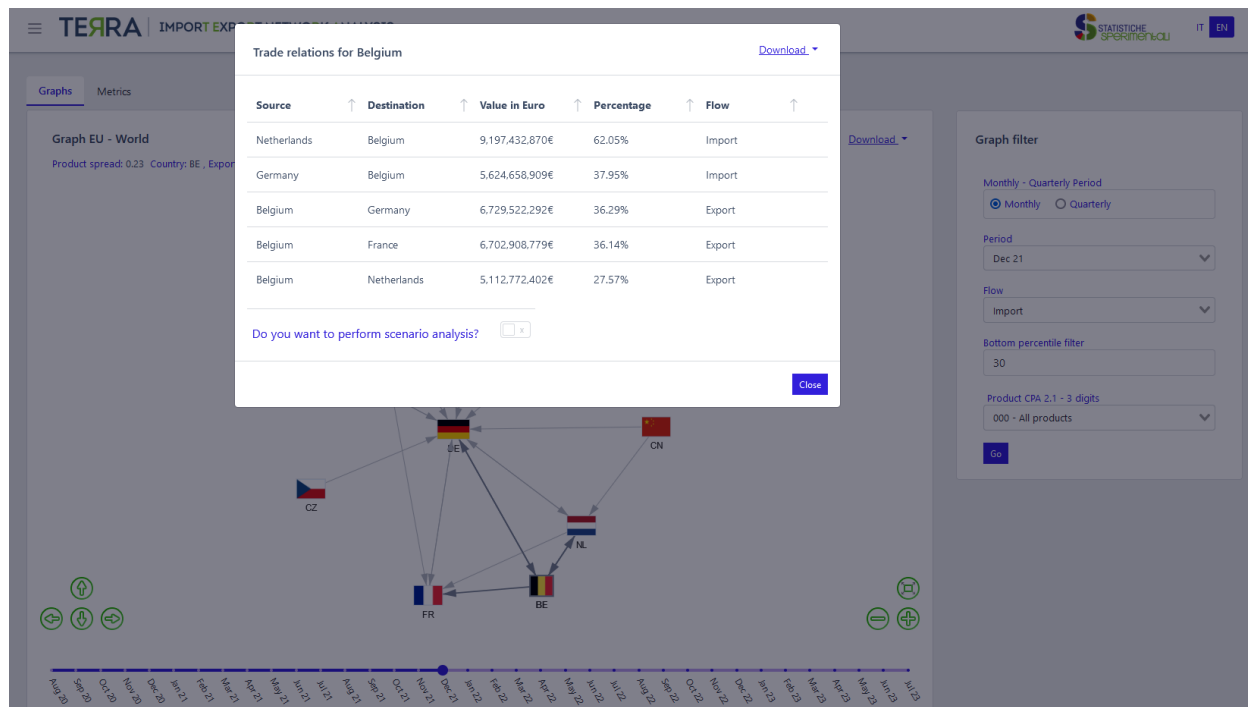 TEЯRA IMPORT EXP
STATISTICHE
sperimentali
IT EN
Trade relations for Belgium
Download
Source Destination Value in Euro Percentage Flow
Netherlands Belgium 9,197,432,870€ 62.05% Import
Germany Belgium 5,624,658,909€ 37.95% Import
Belgium Germany 6,729,522,292€ 36.29% Export
Belgium France 6,702,908,779€ 36.14% Export
Belgium Netherlands 5,112,772,402€ 27.57% Export
Do you want to perform scenario analysis?
x
Close
Graphs Metrics
Graph EU - World
Download
Product spread: 0.23 Country: BE , Expor
DE
CN
CZ
NL
BE
FR
Aug 20 Sep 20 Oct 20 Nov 20 Dec 20 Jan 21 Feb 21 Mar 21 Apr 21 May 21 Jun 21 Jul 21 Aug 21 Sep 21 Oct 21 Nov 21 Dec 21 Jan 22 Feb 22 Mar 22 Apr 22 May 22 Jun 22 Jul 22 Aug 22 Sep 22 Oct 22 Nov 22 Dec 22 Jan 23 Feb 23 Mar 23 Apr 23 May 23 Jun 23 Jul 23
Graph filter
Monthly - Quarterly Period
Monthly Quarterly
Period
Dec 21
Flow
Import
Bottom percentile filter
30
Product CPA 2.1 - 3 digits
000 - All products
Go